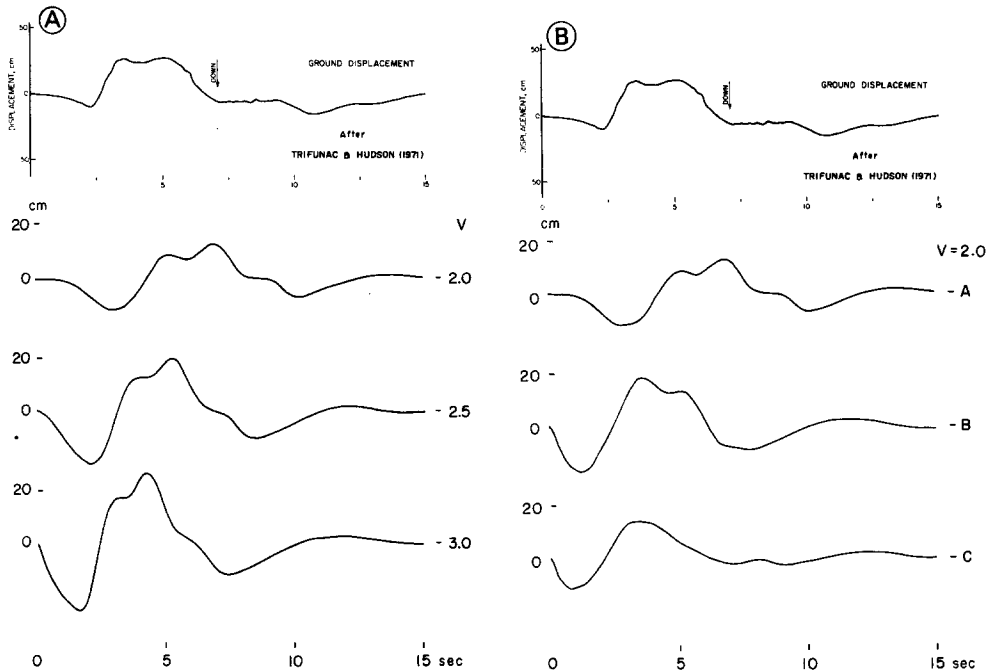 A
50
DISPLACEMENT, cm
0
50
DOWN
GROUND DISPLACEMENT
After
TRIFUNAC & HUDSON (1971)
5
10
15
cm
V
20
0
- 2.0
20
0
- 2.5
20
0
- 3.0
0
5
10
15 sec
B
50
DISPLACEMENT, cm
0
50
DOWN
GROUND DISPLACEMENT
After
TRIFUNAC & HUDSON (1971)
0
5
10
15
cm
V = 2.0
20
0
- A
20
0
- B
20
0
- C
0
5
10
15 sec